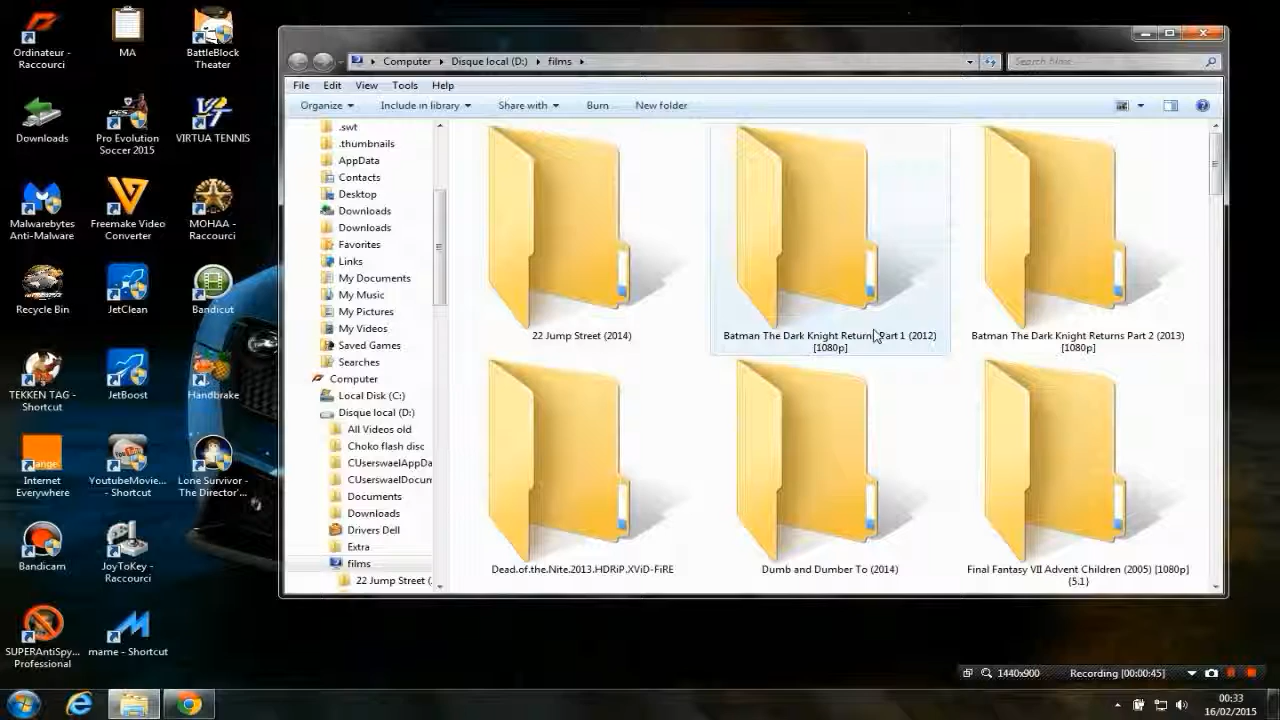 Ordinateur -
Raccourci
MA
BattleBlock
Theater
Downloads
Pro Evolution
Soccer 2015
VIRTUA TENNIS
Malwarebytes
Anti-Malware
Freemake Video
Converter
MOHAA -
Raccourci
Recycle Bin
JetClean
Bandicut
TEKKEN TAG -
Shortcut
JetBoost
Handbrake
Internet
Everywhere
YoutubeMovie...
- Shortcut
Lone Survivor -
The Director'...
Bandicam
JoyToKey -
Raccourci
SUPERAntiSpy...
Professional
mame - Shortcut
Computer
Disque local (D:)
films
Search films
File Edit View Tools Help
Organize Include in library Share with Burn New folder
.swt
.thumbnails
AppData
Contacts
Desktop
Downloads
Downloads
Favorites
Links
My Documents
My Music
My Pictures
My Videos
Saved Games
Searches
Computer
Local Disk (C:)
Disque local (D:)
All Videos old
Choko flash disc
CUserswaelAppDa
CUserswaelDocum
Documents
Downloads
Drivers Dell
Extra
films
22 Jump Street (
22 Jump Street (2014)
Batman The Dark Knight Returns Part 1 (2012)
[1080p]
Batman The Dark Knight Returns Part 2 (2013)
[1080p]
Dead.of.the.Nite.2013.HDRiP.XViD-FiRE
Dumb and Dumber To (2014)
Final Fantasy VII Advent Children (2005) [1080p]
(5.1)
1440x900
Recording [00:00:45]
00:33
16/02/2015